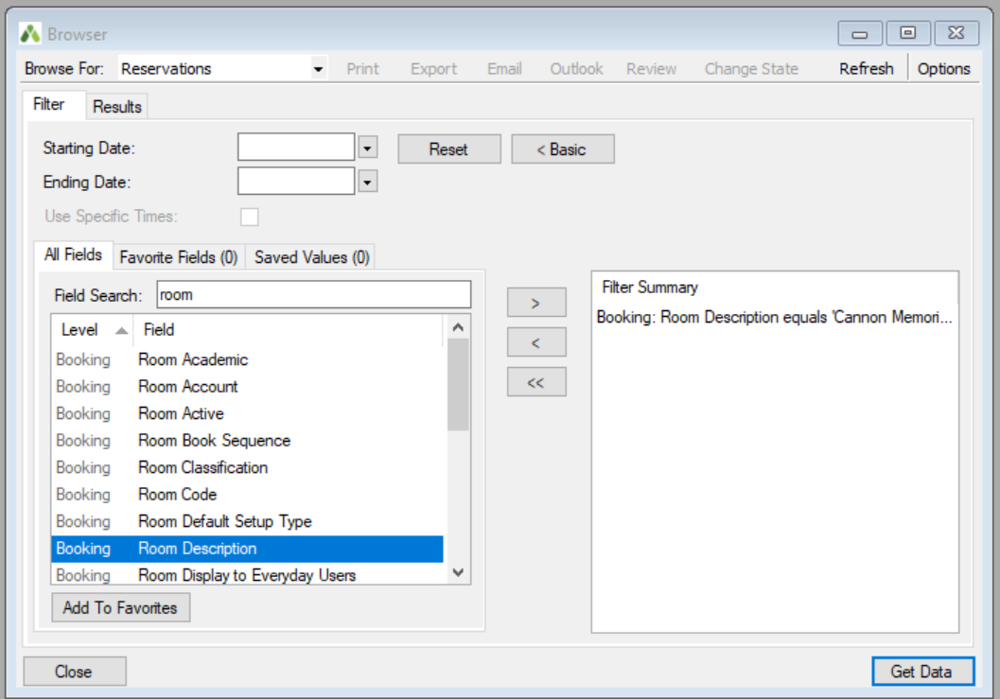 Browser
Browse For: Reservations Print Export Email Outlook Review Change State Refresh Options
Filter Results
Starting Date: Reset < Basic
Ending Date:
Use Specific Times:
All Fields Favorite Fields (0) Saved Values (0)
Field Search: room
Level Field
Booking Room Academic
Booking Room Account
Booking Room Active
Booking Room Book Sequence
Booking Room Classification
Booking Room Code
Booking Room Default Setup Type
Booking Room Description
Booking Room Display to Everyday Users
Add To Favorites
>
<
<<
Filter Summary
Booking: Room Description equals 'Cannon Memori...
Close Get Data